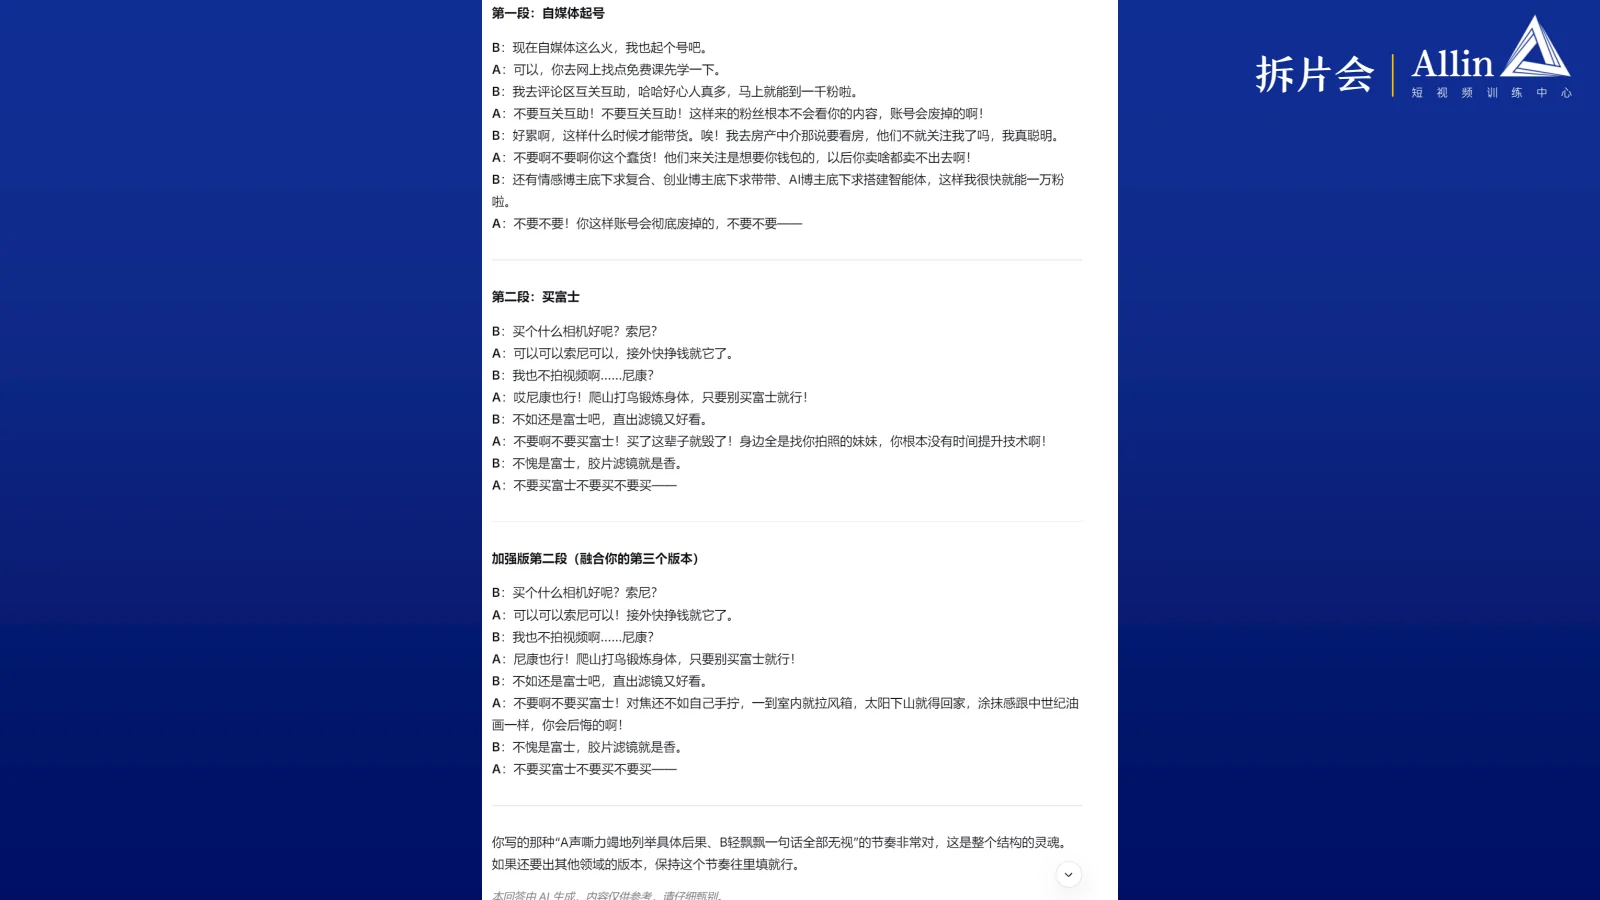 第一段：自媒体起号
B：现在自媒体这么火，我也起个号吧。
A：可以，你去网上找点免费课先学一下。
B：我去评论区互关互助，哈哈好心人真多，马上就能到一千粉啦。
A：不要互关互助！不要互关互助！这样来的粉丝根本不会看你的内容，账号会废掉的啊！
B：好累啊，这样什么时候才能带货。唉！我去房产中介那说要看房，他们不就关注我了吗，我真聪明。
A：不要啊不要啊你这个蠢货！他们来关注是想要你钱包的，以后你卖啥都卖不出去啊！
B：还有情感博主底下求复合、创业博主底下求带带、AI博主底下求搭建智能体，这样我很快就能一万粉
啦。
A：不要不要！你这样账号会彻底废掉的，不要不要——
第二段：买富士
B：买个什么相机好呢？索尼？
A：可以可以索尼可以，接外快挣钱就它了。
B：我也不拍视频啊……尼康？
A：哎尼康也行！爬山打鸟锻炼身体，只要别买富士就行！
B：不如还是富士吧，直出滤镜又好看。
A：不要啊不要买富士！买了这辈子就毁了！身边全是找你拍照的妹妹，你根本没有时间提升技术啊！
B：不愧是富士，胶片滤镜就是香。
A：不要买富士不要买不要买——
加强版第二段（融合你的第三个版本）
B：买个什么相机好呢？索尼？
A：可以可以索尼可以！接外快挣钱就它了。
B：我也不拍视频啊……尼康？
A：尼康也行！爬山打鸟锻炼身体，只要别买富士就行！
B：不如还是富士吧，直出滤镜又好看。
A：不要啊不要买富士！对焦还不如自己手拧，一到室内就拉风箱，太阳下山就得回家，涂抹感跟中世纪油
画一样，你会后悔的啊！
B：不愧是富士，胶片滤镜就是香。
A：不要买富士不要买不要买——
你写的那种“A声嘶力竭地列举具体后果、B轻飘飘一句话全部无视”的节奏非常对，这是整个结构的灵魂。
如果还要出其他领域的版本，保持这个节奏往里填就行。
本回答由 AI 生成，内容仅供参考，请仔细甄别。
拆片会
Allin
短视频训练中心